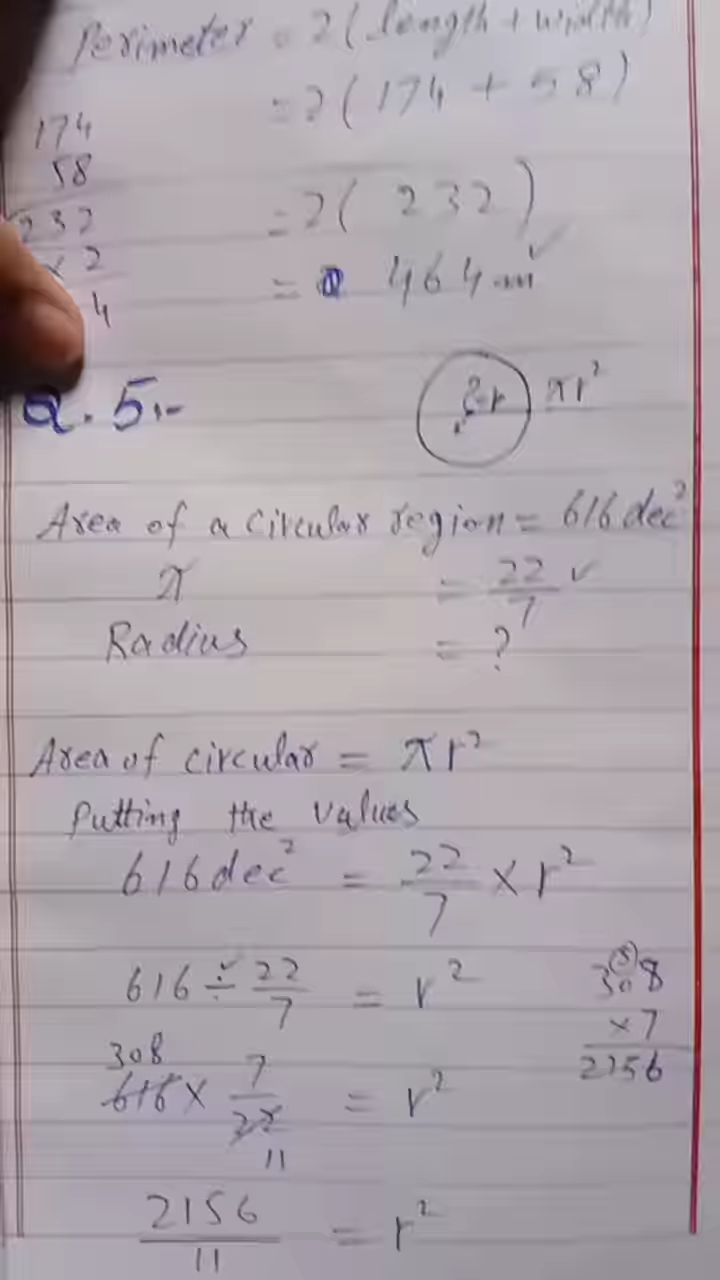 Perimeter = 2(length + width)
= 2(174 + 58)
174
58
232
x 2
4
= 2(232)
= 464 m
Q. 5:-
πr²
Area of a circular region = 616 dec²
π = 22/7
Radius = ?
Area of circular = πr²
Putting the values
616 dec² = 22/7 × r²
616 ÷ 22/7 = r²
308
×7
2156
308
616 × 7/22 = r²
11
2156/11 = r²